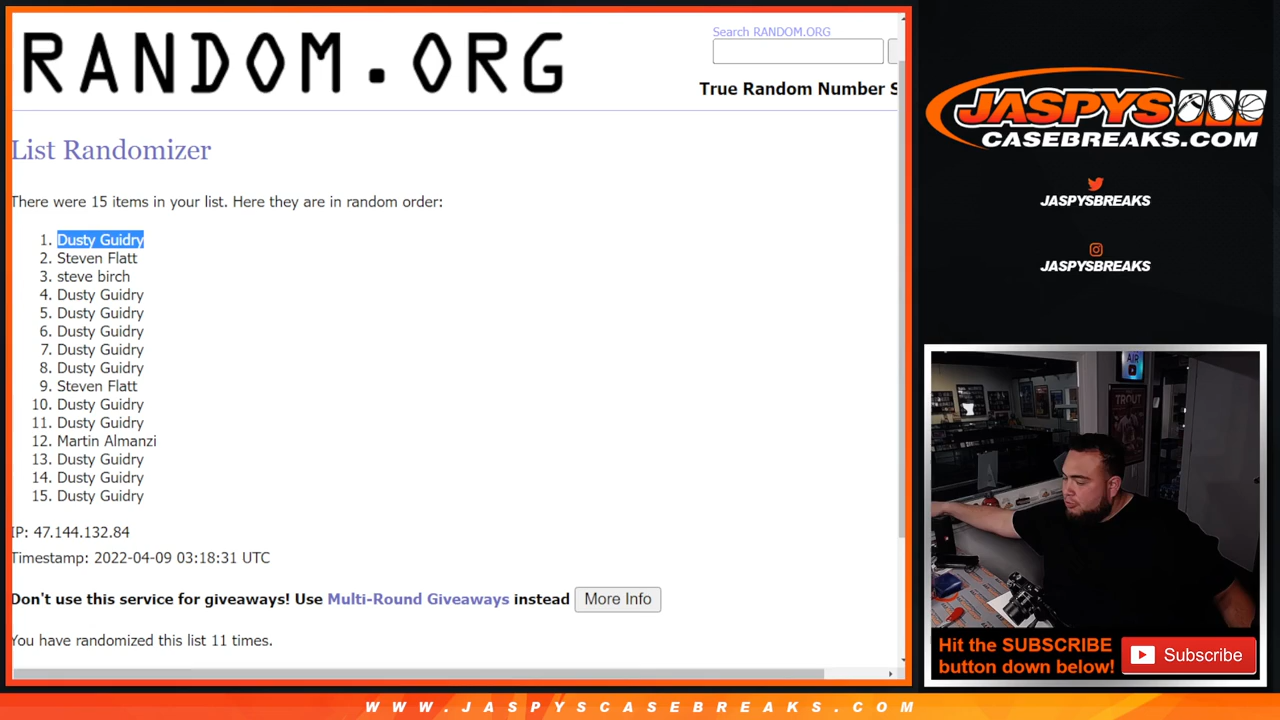 RANDOM.ORG
Search RANDOM.ORG
True Random Number S
List Randomizer
There were 15 items in your list. Here they are in random order:
1. Dusty Guidry
2. Steven Flatt
3. steve birch
4. Dusty Guidry
5. Dusty Guidry
6. Dusty Guidry
7. Dusty Guidry
8. Dusty Guidry
9. Steven Flatt
10. Dusty Guidry
11. Dusty Guidry
12. Martin Almanzi
13. Dusty Guidry
14. Dusty Guidry
15. Dusty Guidry
IP: 47.144.132.84
Timestamp: 2022-04-09 03:18:31 UTC
Don't use this service for giveaways! Use Multi-Round Giveaways instead More Info
You have randomized this list 11 times.
JASPYS
CASEBREAKS.COM
JASPYSBREAKS
JASPYSBREAKS
AIR
TROUT
Hit the SUBSCRIBE
button down below!
Subscribe
WWW.JASPYSCASEBREAKS.COM